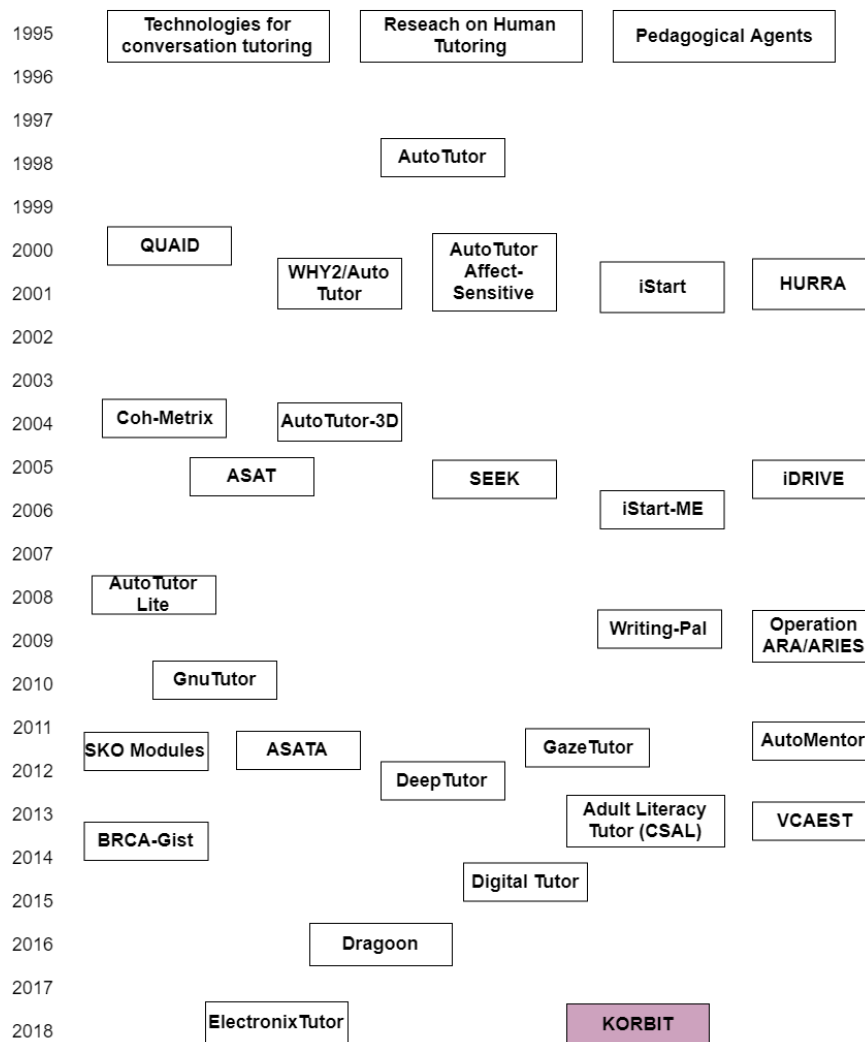 1995
Technologies for
conversation tutoring
Reseach on Human
Tutoring
Pedagogical Agents
1996
1997
1998
AutoTutor
1999
2000
QUAID
WHY2/Auto
Tutor
AutoTutor
Affect-
Sensitive
iStart
HURRA
2001
2002
2003
2004
Coh-Metrix
AutoTutor-3D
2005
ASAT
SEEK
iDRIVE
2006
iStart-ME
2007
2008
AutoTutor
Lite
2009
Writing-Pal
Operation
ARA/ARIES
2010
GnuTutor
2011
SKO Modules
ASATA
GazeTutor
AutoMentor
2012
DeepTutor
2013
Adult Literacy
Tutor (CSAL)
VCAEST
BRCA-Gist
2014
Digital Tutor
2015
2016
Dragoon
2017
2018
ElectronixTutor
KORBIT